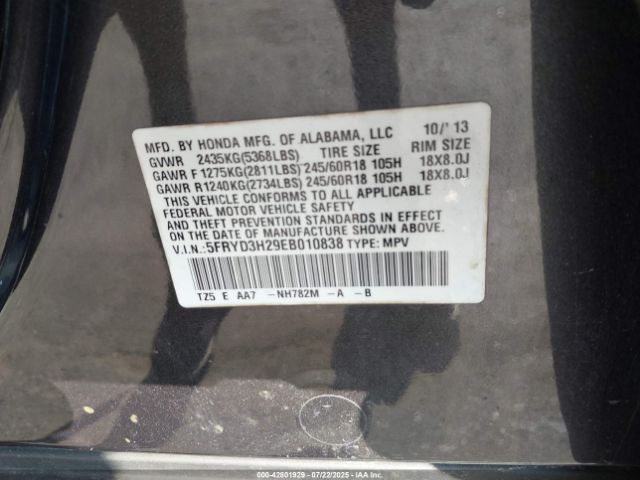 MFD. BY HONDA MFG. OF ALABAMA, LLC 10/'13
GVWR 2435KG(5368LBS) TIRE SIZE RIM SIZE
GAWR F 1275KG(2811LBS) 245/60R18 105H 18X8.0J
GAWR R 1240KG(2734LBS) 245/60R18 105H 18X8.0J
THIS VEHICLE CONFORMS TO ALL APPLICABLE
FEDERAL MOTOR VEHICLE SAFETY AND
THEFT PREVENTION STANDARDS IN EFFECT
ON THE DATE OF MANUFACTURE SHOWN ABOVE.
V.I.N.: 5FRYD3H29EB010838 TYPE: MPV
TZ5 E AA7 -NH782M -A -B
000-42801929 - 07/22/2025 - IAA Inc.